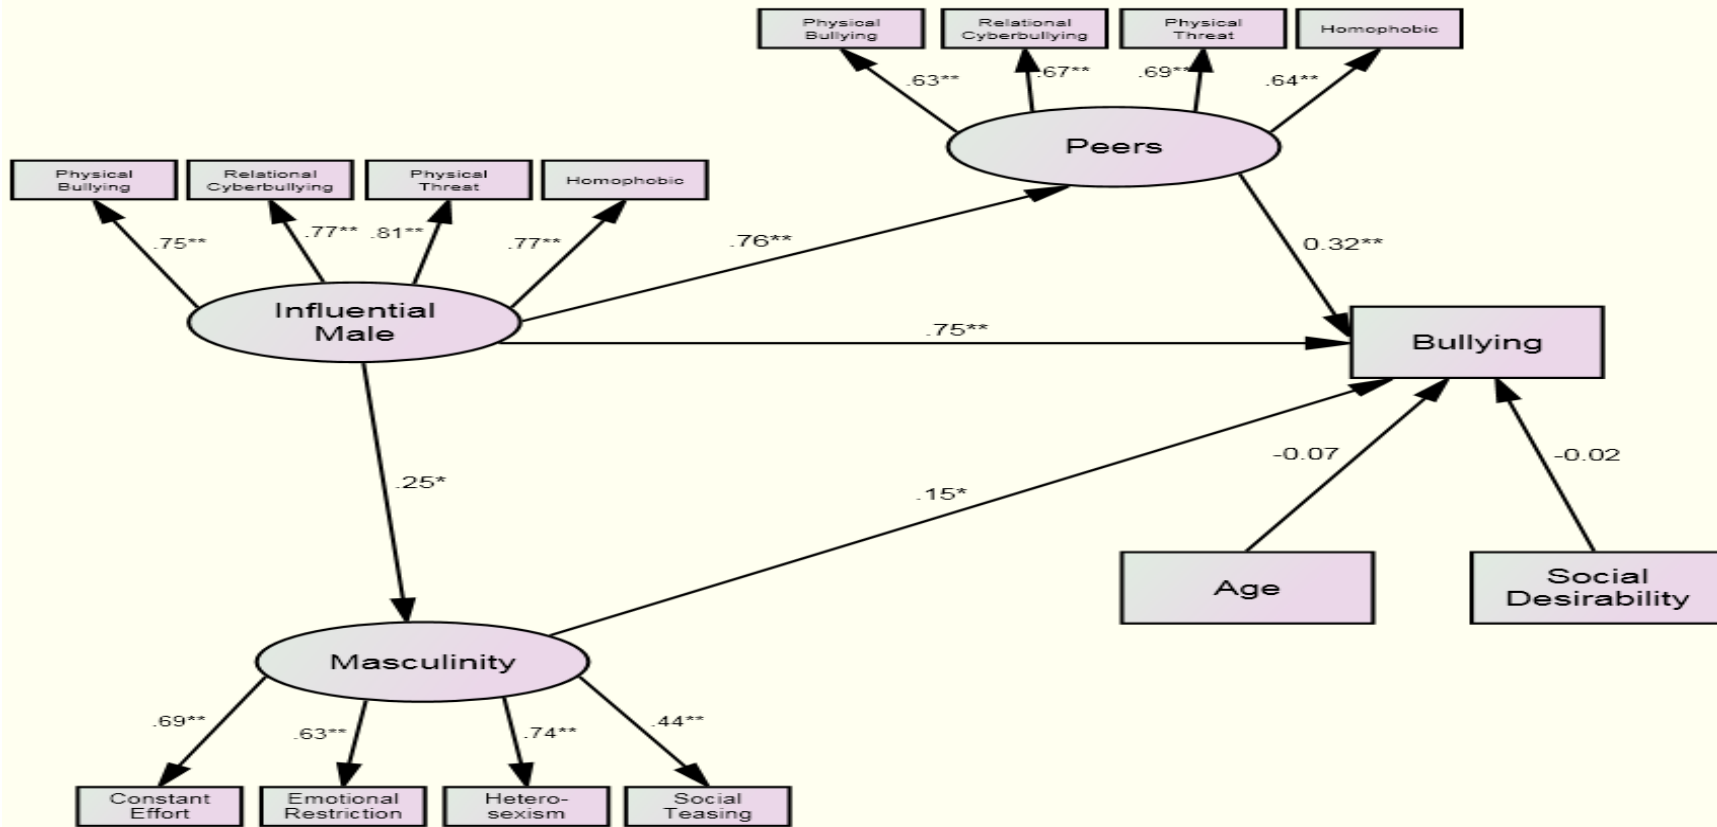 Physical
Bullying
Relational
Cyberbullying
Physical
Threat
Homophobic
.63**
.67**
.69**
.64**
Peers
Physical
Bullying
Relational
Cyberbullying
Physical
Threat
Homophobic
.75**
.77**
.81**
.77**
Influential
Male
.76**
0.32**
.75**
Bullying
.25*
.15*
-0.07
-0.02
Age
Social
Desirability
Masculinity
.69**
.63**
.74**
.44**
Constant
Effort
Emotional
Restriction
Hetero-
sexism
Social
Teasing